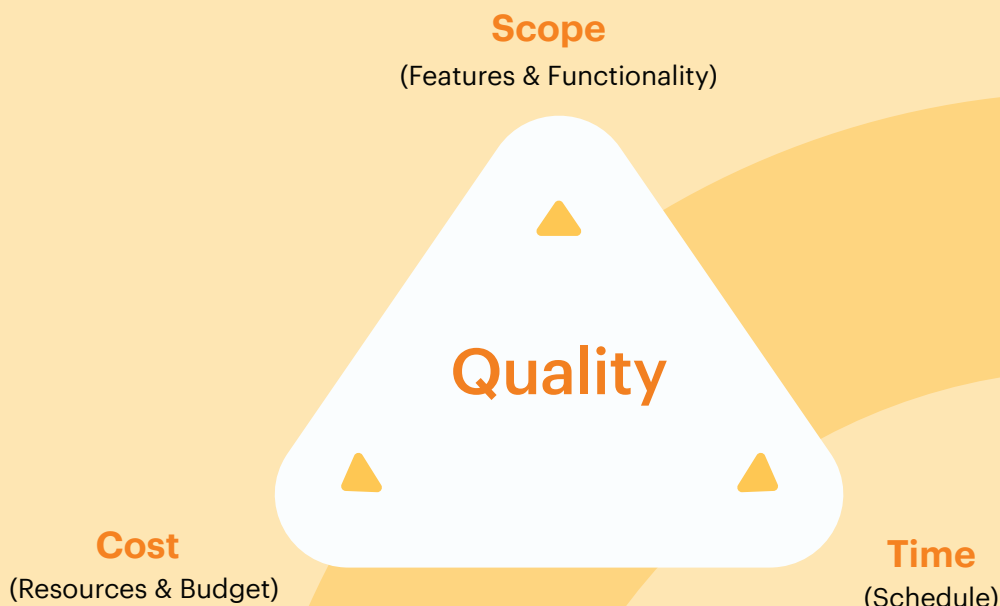 Scope
(Features & Functionality)
Quality
Cost
(Resources & Budget)
Time
(Schedule)